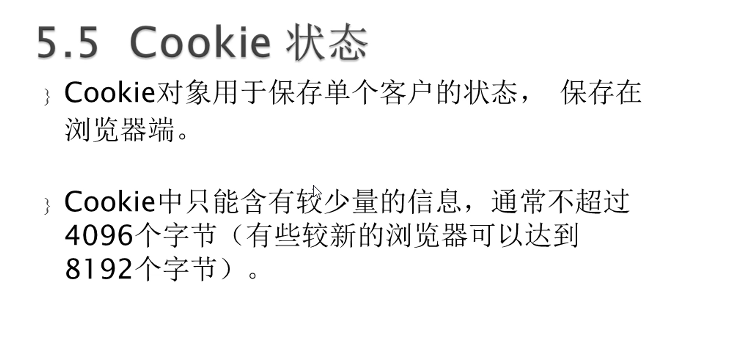 5.5 Cookie 状态
} Cookie对象用于保存单个客户的状态， 保存在
浏览器端。
} Cookie中只能含有较少量的信息，通常不超过
4096个字节（有些较新的浏览器可以达到
8192个字节）。